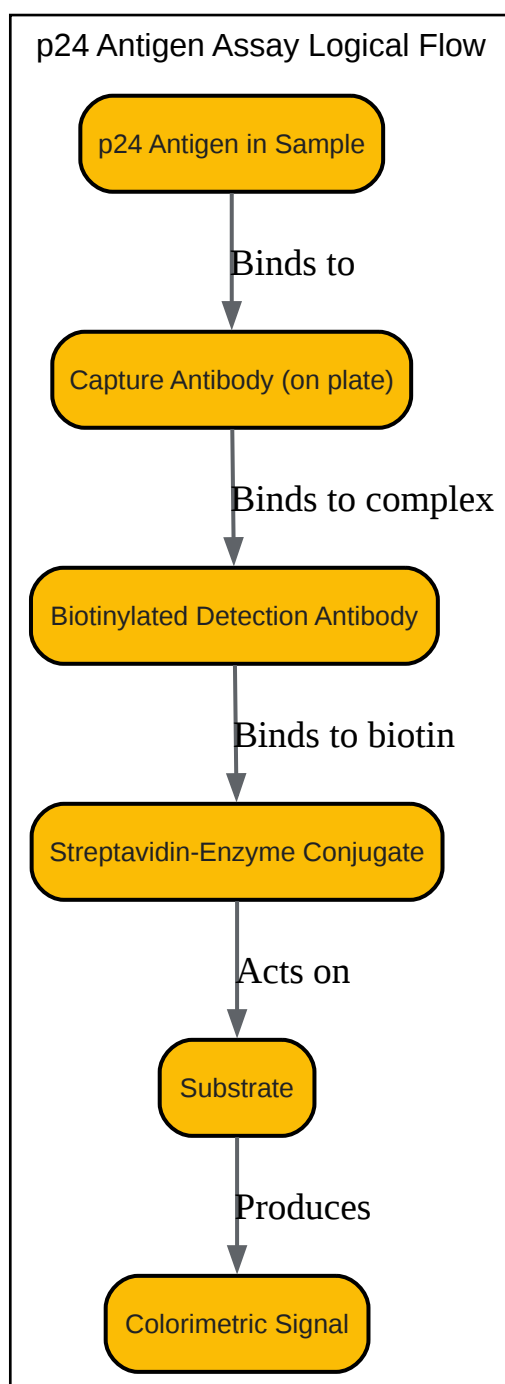 p24 Antigen Assay Logical Flow
p24 Antigen in Sample
Binds to
Capture Antibody (on plate)
Binds to complex
Biotinylated Detection Antibody
Binds to biotin
Streptavidin-Enzyme Conjugate
Acts on
Substrate
Produces
Colorimetric Signal